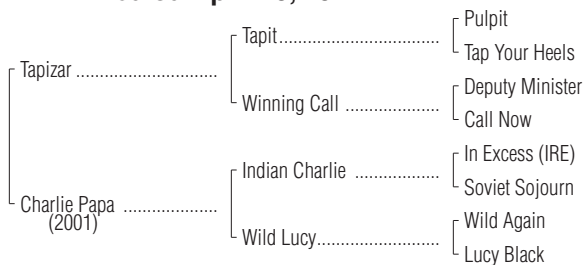 Pulpit
Tapit........................................
Tap Your Heels
Tapizar ...................................
Deputy Minister
Winning Call .......................
Call Now
In Excess (IRE)
Indian Charlie .....................
Soviet Sojourn
Charlie Papa .......................
(2001)
Wild Again
Wild Lucy..............................
Lucy Black